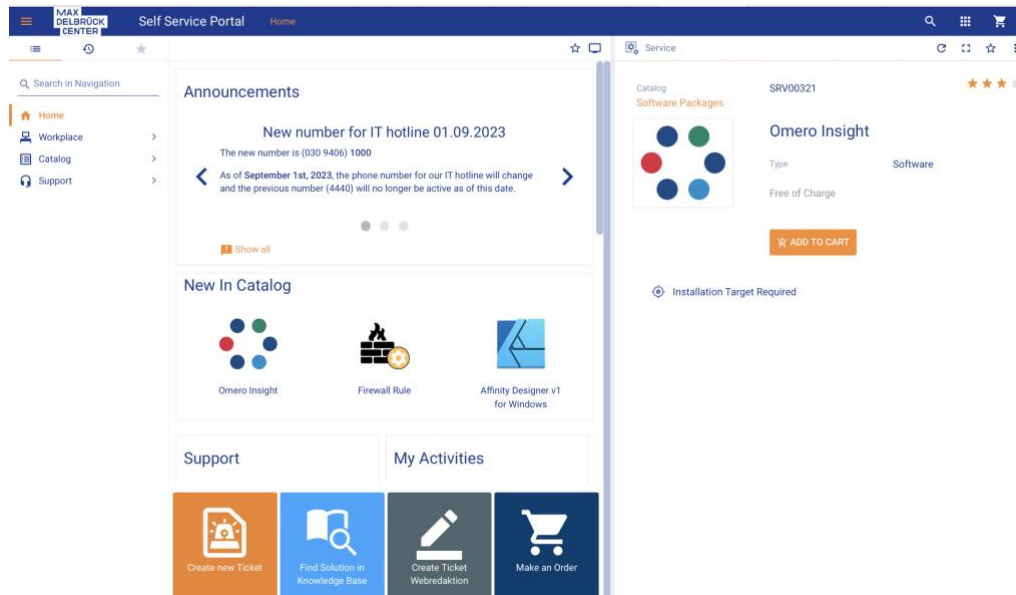 MAX
DELBRÜCK
CENTER
Self Service Portal
Home
Search in Navigation
Home
Workplace
Catalog
Support
Announcements
New number for IT hotline 01.09.2023
The new number is (030 9406) 1000
As of September 1st, 2023, the phone number for our IT hotline will change
and the previous number (4440) will no longer be active as of this date.
Show all
New In Catalog
Omero Insight
Firewall Rule
Affinity Designer v1
for Windows
Support
My Activities
Create new Ticket
Find Solution in
Knowledge Base
Create Ticket
Webredaktion
Make an Order
Service
Catalog
Software Packages
SRV00321
Omero Insight
Type
Software
Free of Charge
ADD TO CART
Installation Target Required